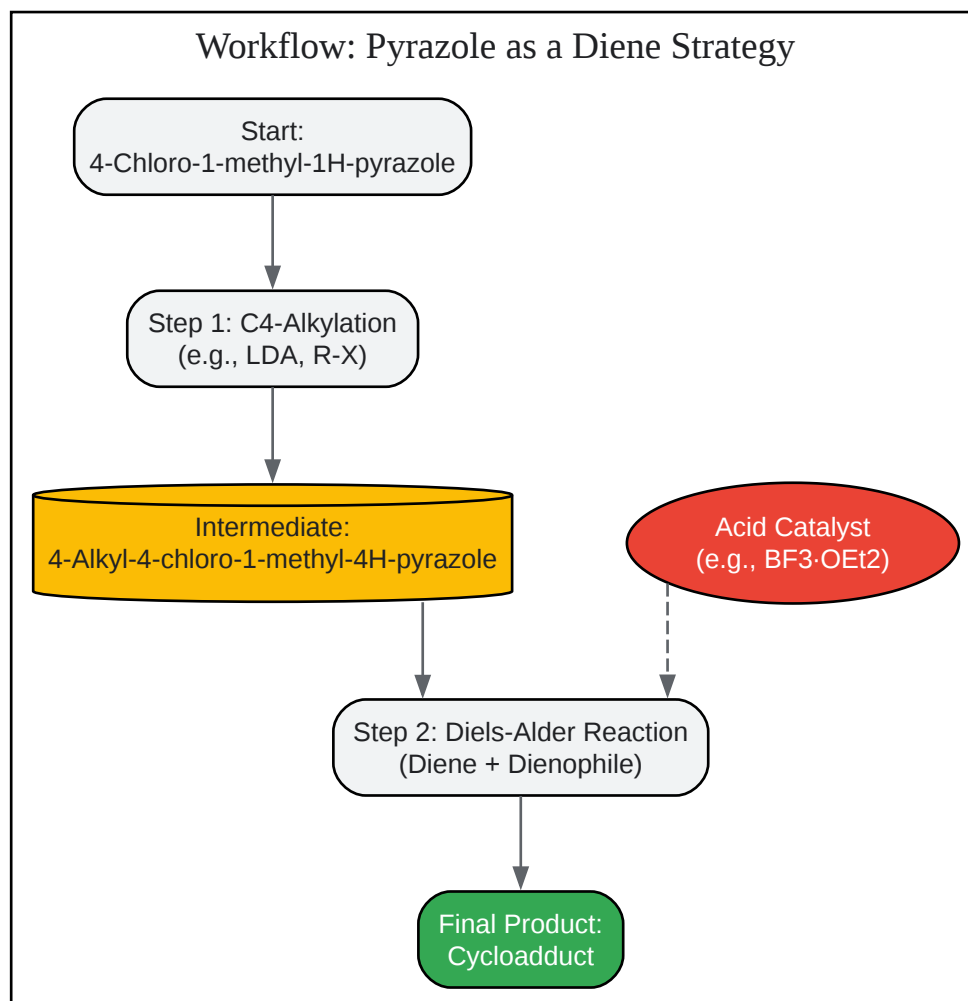 Workflow: Pyrazole as a Diene Strategy
Start:
4-Chloro-1-methyl-1H-pyrazole
Step 1: C4-Alkylation
(e.g., LDA, R-X)
Intermediate:
4-Alkyl-4-chloro-1-methyl-4H-pyrazole
Acid Catalyst
(e.g., BF3·OEt2)
Step 2: Diels-Alder Reaction
(Diene + Dienophile)
Final Product:
Cycloadduct